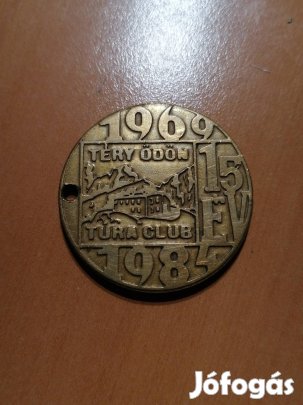 1969
TÉRY ÖDÖN
TÚRA CLUB
15
ÉV
1984
Jófogás